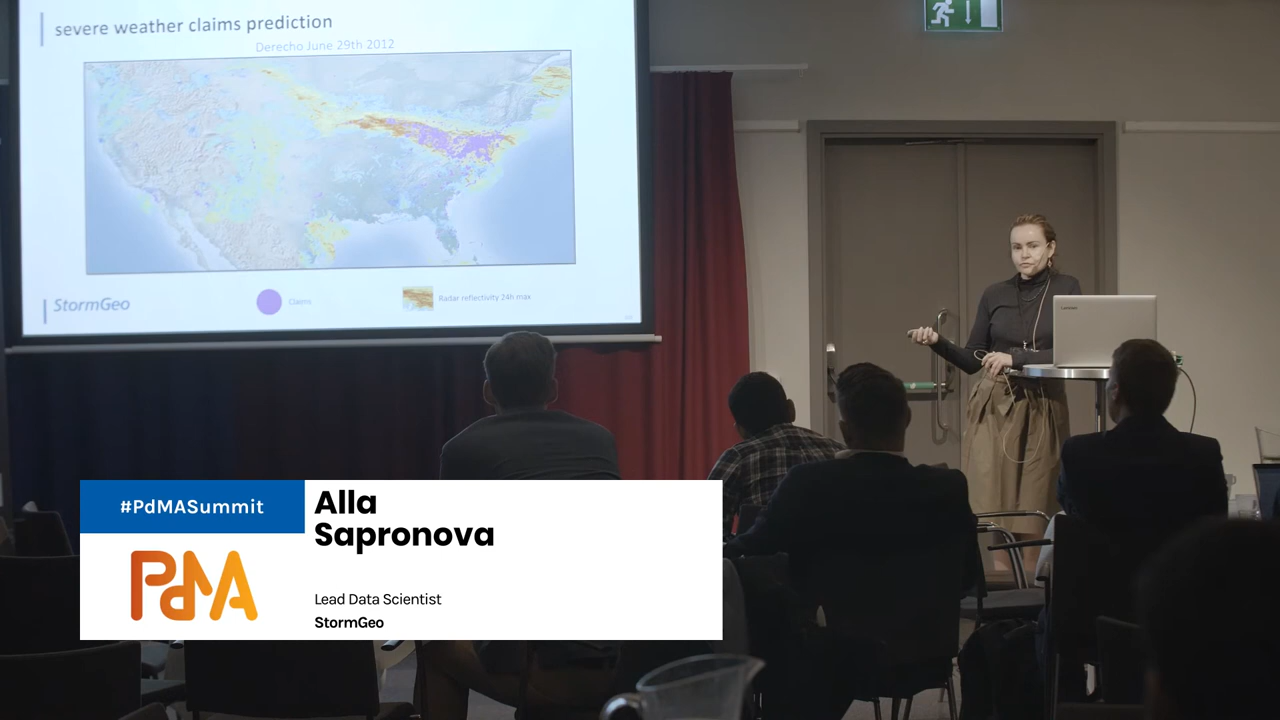 severe weather claims prediction
Derecho June 29th 2012
StormGeo
Claims
Radar reflectivity 24h max
Lenovo
#PdMASummit
PdMA
Alla
Sapronova
Lead Data Scientist
StormGeo